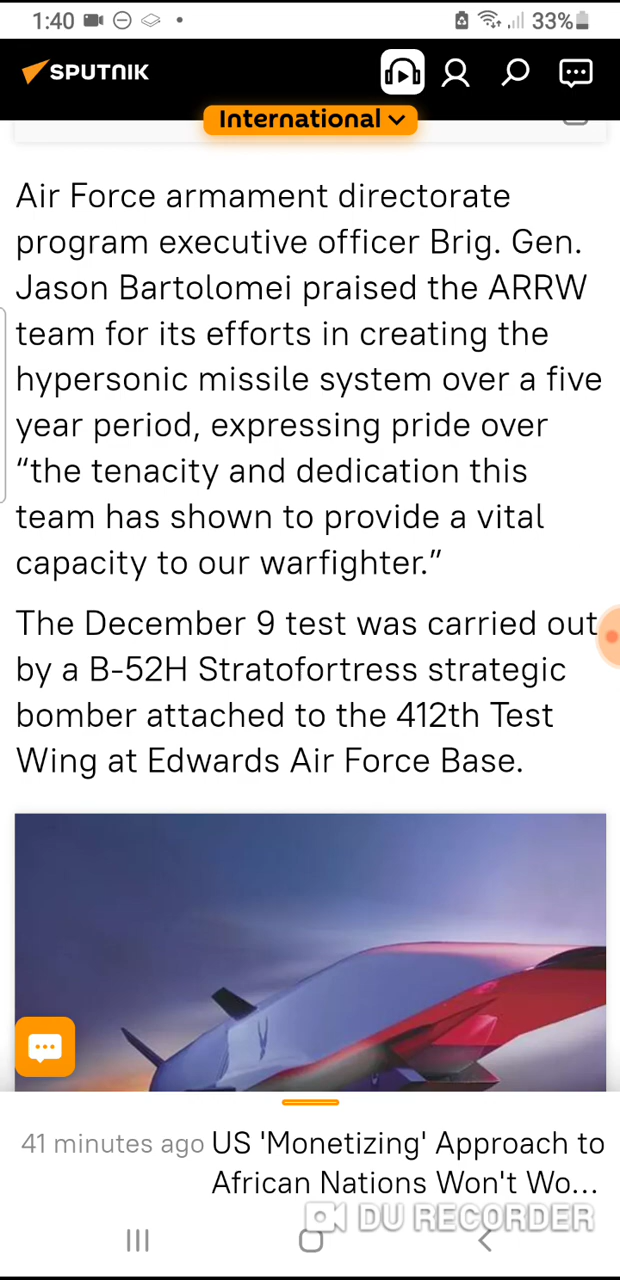 1:40
33%
SPUTNIK
International
Air Force armament directorate
program executive officer Brig. Gen.
Jason Bartolomei praised the ARRW
team for its efforts in creating the
hypersonic missile system over a five
year period, expressing pride over
“the tenacity and dedication this
team has shown to provide a vital
capacity to our warfighter.”
The December 9 test was carried out
by a B-52H Stratofortress strategic
bomber attached to the 412th Test
Wing at Edwards Air Force Base.
41 minutes ago US 'Monetizing' Approach to
African Nations Won't Wo...
DU RECORDER